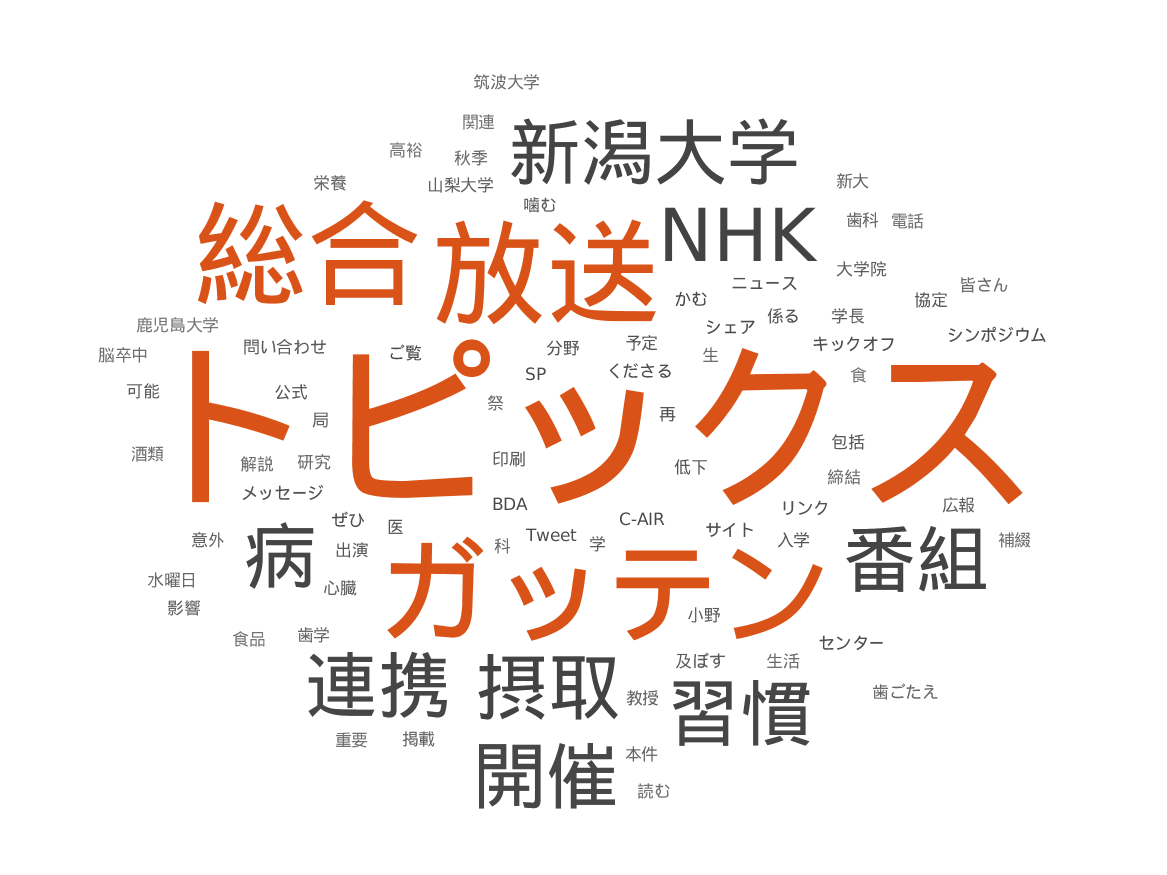 筑波大学
関連
新潟大学
高裕
秋季
栄養
山梨大学
新大
噛む
総合
放送
NHK
歯科
電話
大学院
ニュース
皆さん
かむ
協定
鹿児島大学
シェア
係る
学長
キックオフ
シンポジウム
脳卒中
問い合わせ
ご覧
分野
予定
生
可能
公式
SP
くださる
食
トピックス
祭
局
再
酒類
解説
研究
印刷
低下
包括
締結
メッセージ
BDA
リンク
広報
意外
ぜひ
医
Tweet
C-AIR
サイト
入学
補綴
病
出演
科
学
番組
水曜日
心臓
ガッテン
影響
小野
食品
歯学
センター
連携
摂取
及ぼす
生活
教授
習慣
歯ごたえ
重要
掲載
開催
本件
読む